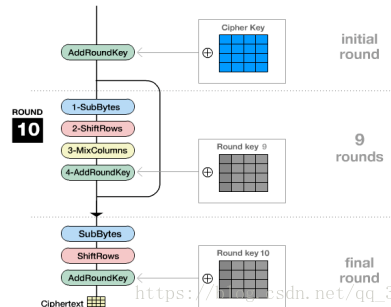 Cipher Key
AddRoundKey
initial
round
ROUND
10
1-SubBytes
2-ShiftRows
3-MixColumns
4-AddRoundKey
Round key 9
9
rounds
SubBytes
ShiftRows
AddRoundKey
Round key 10
final
round
Ciphertext
https://blog.csdn.net/qq_3